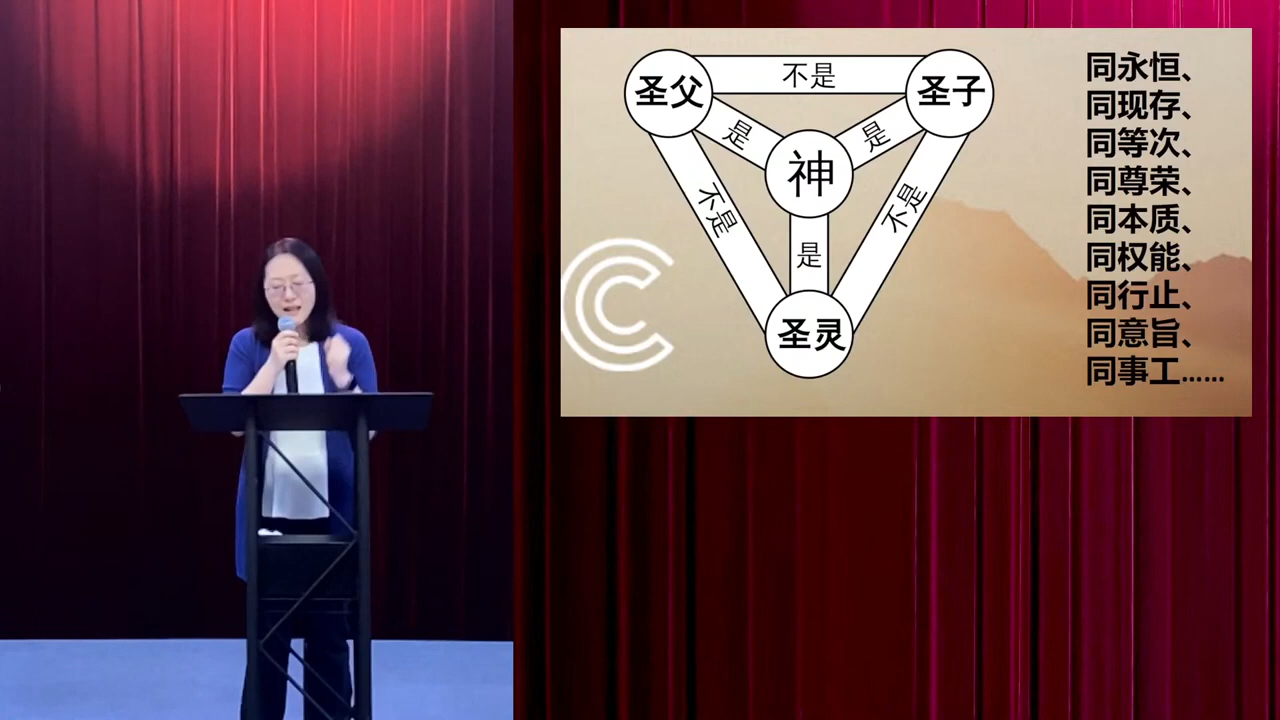 圣父
不是
圣子
是
是
神
不是
不是
是
圣灵
同永恒、
同现存、
同等次、
同尊荣、
同本质、
同权能、
同行止、
同意旨、
同事工……